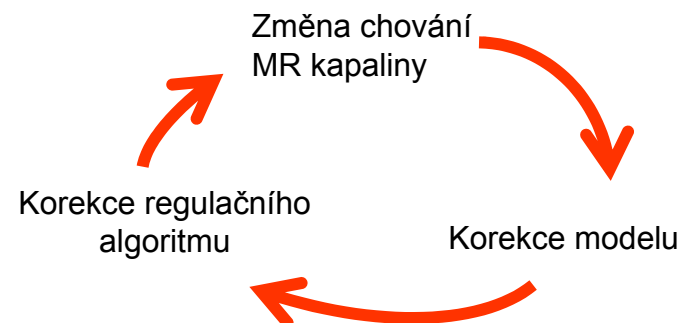 Změna chování
MR kapaliny
Korekce regulačního
algoritmu
Korekce modelu